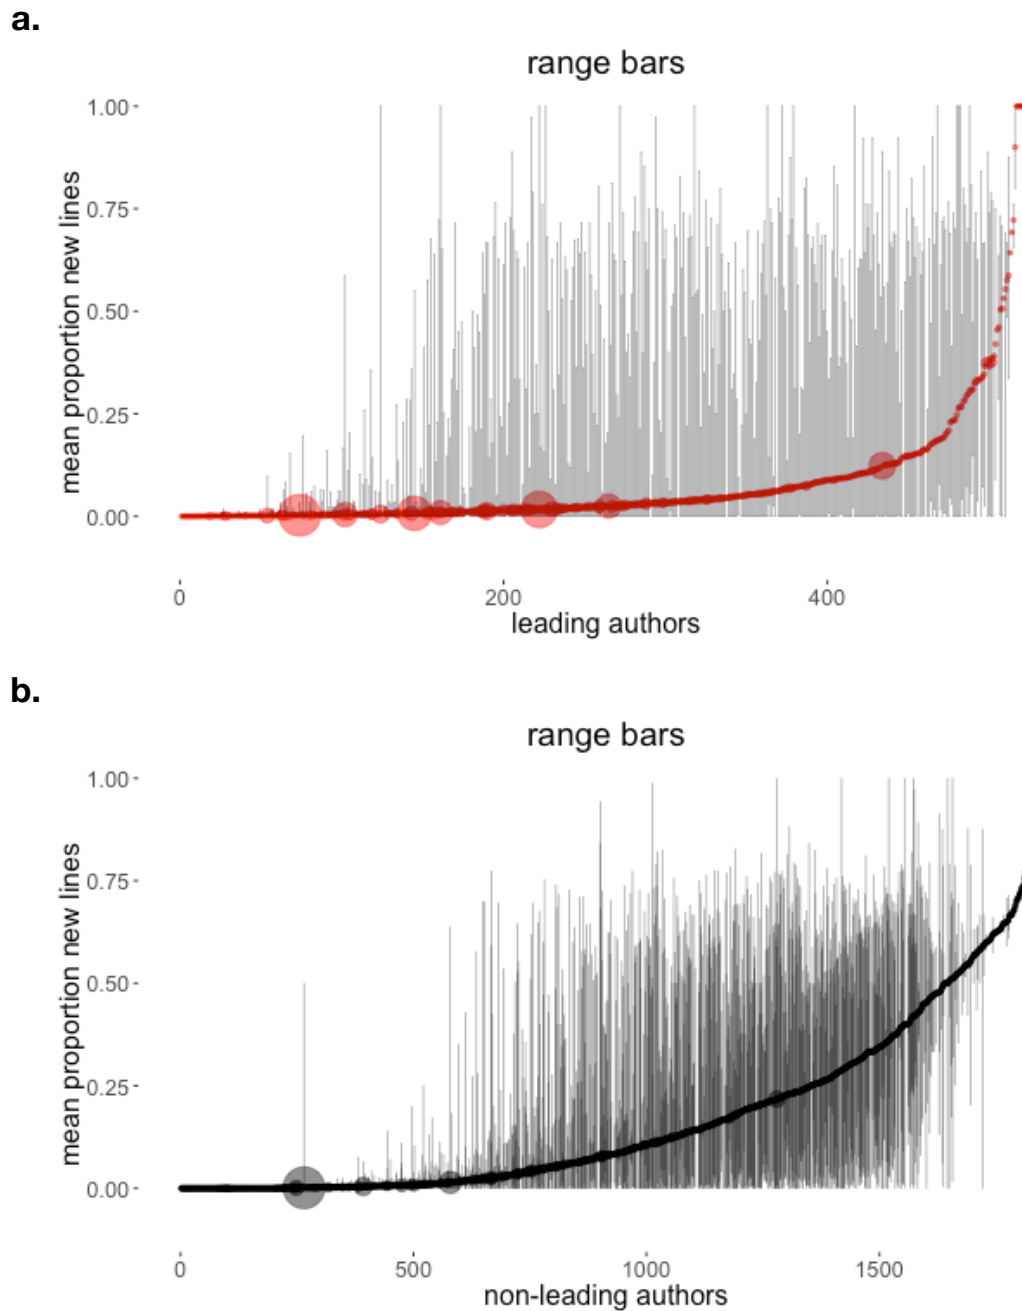 a.
range bars
mean proportion new lines
1.00
0.75
0.50
0.25
0.00
0 200 400
leading authors
b.
range bars
mean proportion new lines
1.00
0.75
0.50
0.25
0.00
0 500 1000 1500
non-leading authors